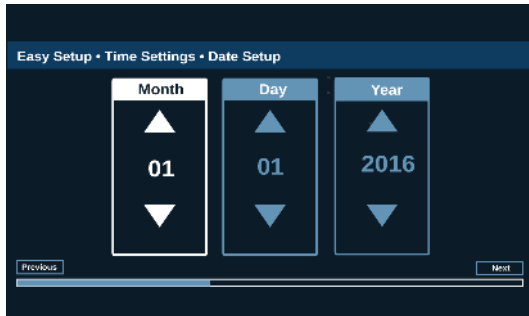 Easy Setup • Time Settings • Date Setup
Month Day Year
01 01 2016
Previous Next